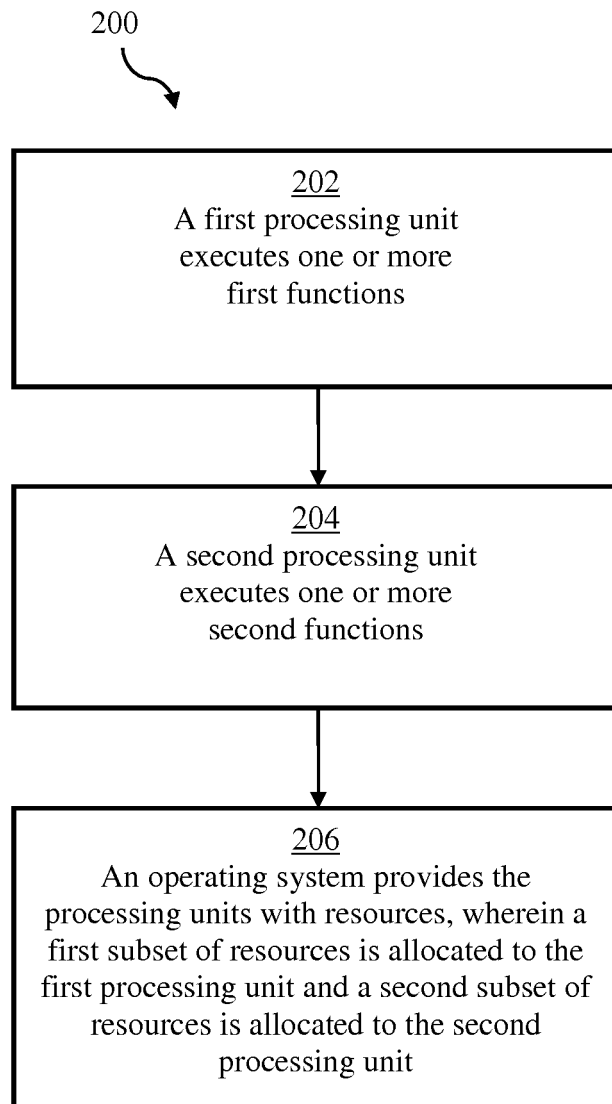 200
202
A first processing unit
executes one or more
first functions
204
A second processing unit
executes one or more
second functions
206
An operating system provides the
processing units with resources, wherein a
first subset of resources is allocated to the
first processing unit and a second subset of
resources is allocated to the second
processing unit